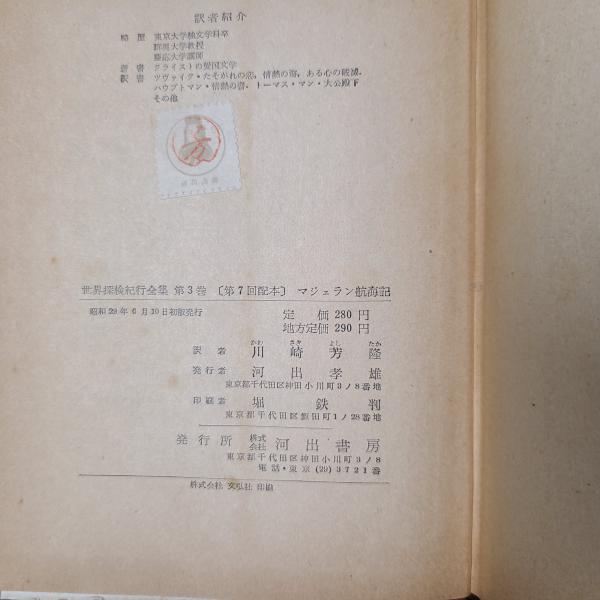 訳者紹介
略歴 東京大学独文学科卒
群馬大学教授
慶応大学講師
著書 クライストの愛国文学
訳書 ツヴァイク・たそがれの恋、情熱の海、ある心の破滅、
ハウプトマン・情熱の書、トーマス・マン・大公殿下
その他
世界探検紀行全集 第3巻 〔第7回配本〕 マジェラン航海記
昭和29年6月10日初版発行
定価 280円
地方定価 290円
かわ さき よし たか
訳者 川崎芳隆
発行者 河出孝雄
東京都千代田区神田小川町3ノ8番地
印刷者 堀鉄判
東京都千代田区飯田町1ノ28番地
発行所 株式会社 河出書房
東京都千代田区神田小川町3ノ8
電話・東京(29)3721番
株式会社 文弘社 印刷